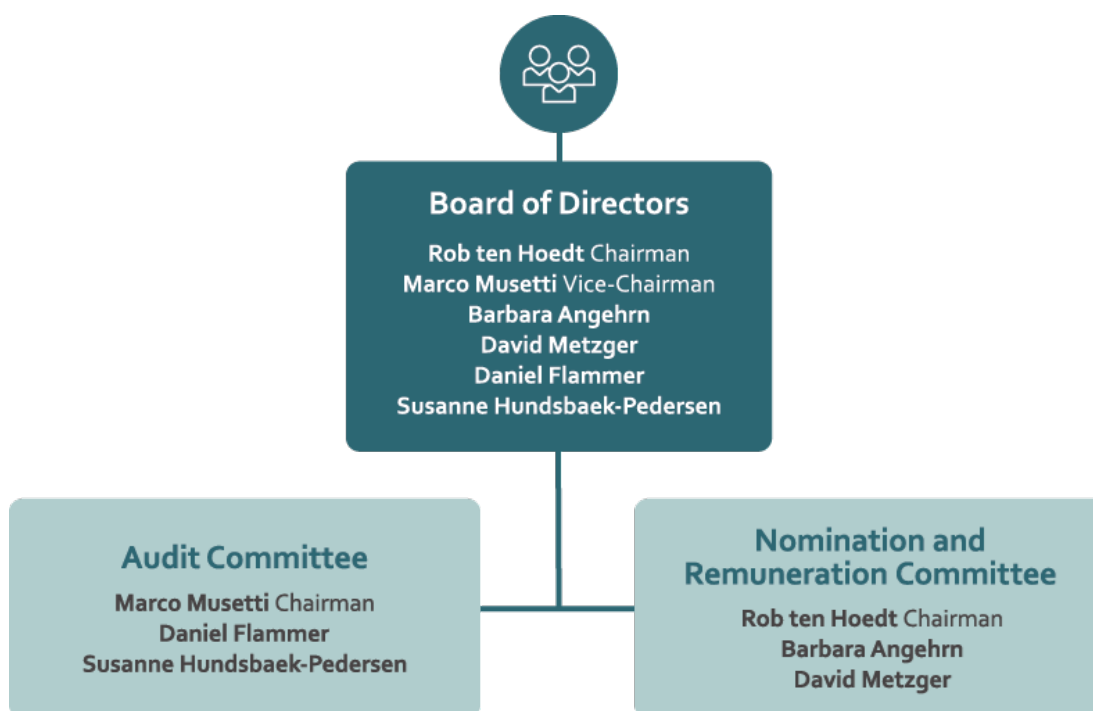 Board of Directors
Rob ten Hoedt Chairman
Marco Musetti Vice-Chairman
Barbara Angehrn
David Metzger
Daniel Flammer
Susanne Hundsbaek-Pedersen
Audit Committee
Marco Musetti Chairman
Daniel Flammer
Susanne Hundsbaek-Pedersen
Nomination and
Remuneration Committee
Rob ten Hoedt Chairman
Barbara Angehrn
David Metzger